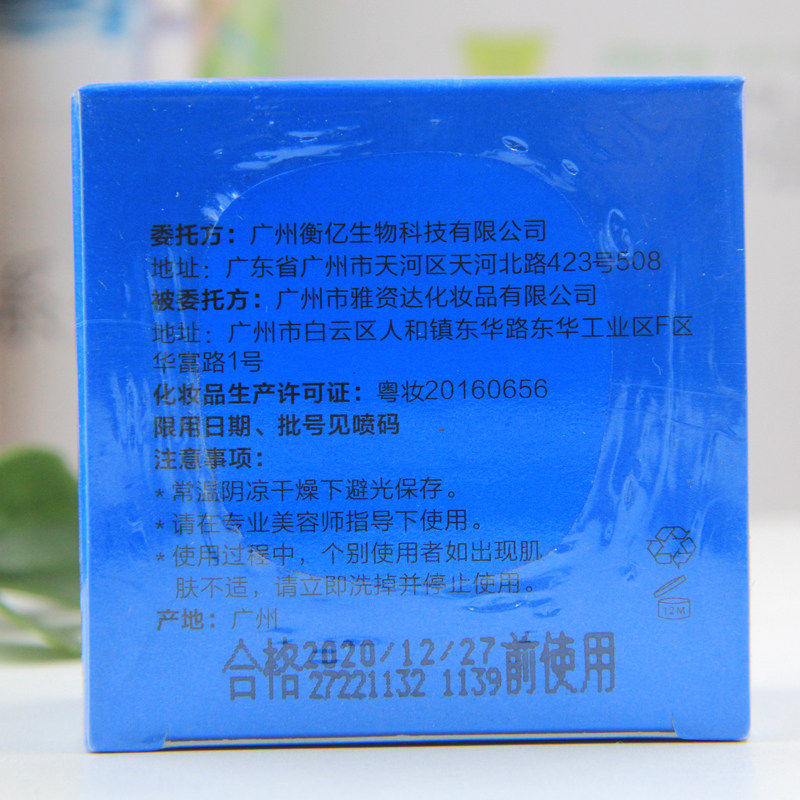 委托方：广州衡亿生物科技有限公司
地址：广东省广州市天河区天河北路423号508
被委托方：广州市雅资达化妆品有限公司
地址：广州市白云区人和镇东华路东华工业区F区
华富路1号
化妆品生产许可证：粤妆20160656
限用日期、批号见喷码
注意事项：
*常温阴凉干燥下避光保存。
*请在专业美容师指导下使用。
*使用过程中，个别使用者如出现肌
肤不适，请立即洗掉并停止使用。
产地：广州
12M
合格2020/12/27前使用
27221132 1139